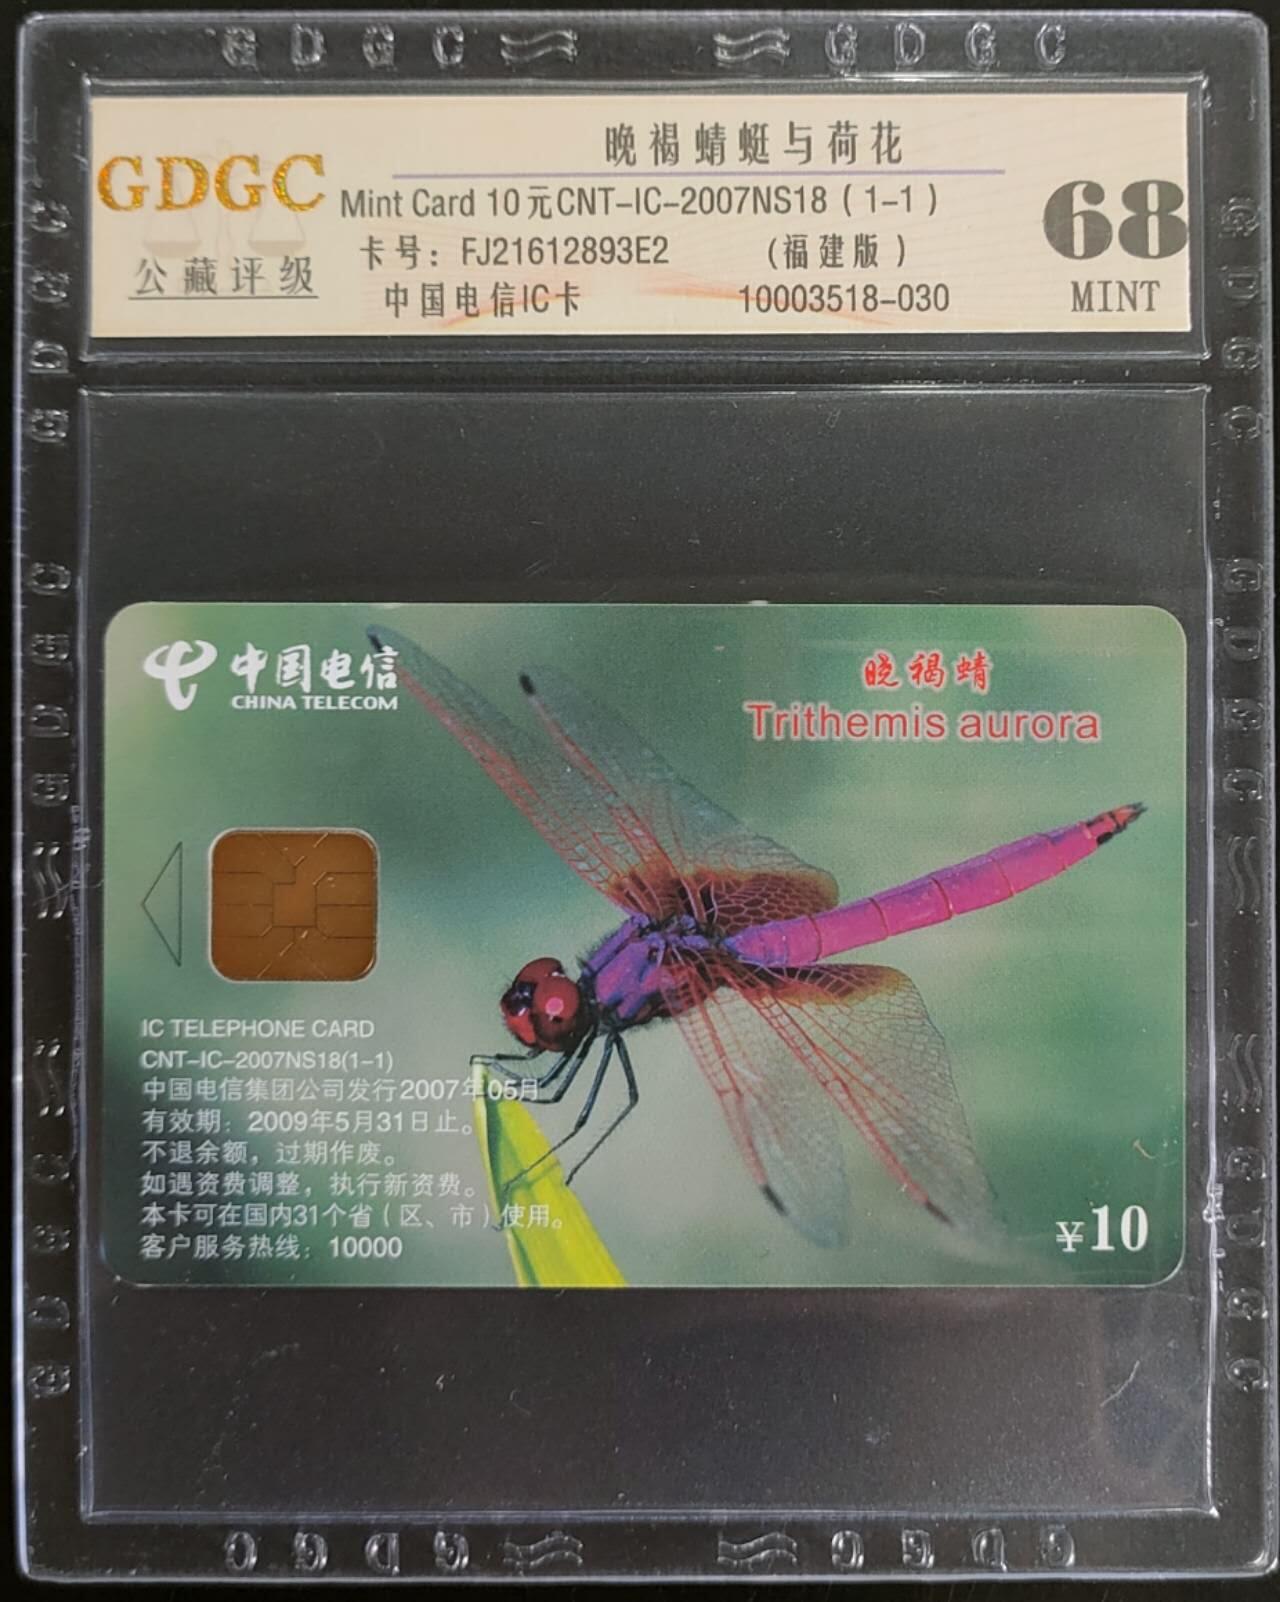 GDGC GDGC
晚褐蜻蜓与荷花
GDGC
公藏评级
Mint Card 10元CNT-IC-2007NS18(1-1)
卡号:FJ21612893E2 (福建版)
中国电信IC卡 10003518-030
68
MINT
中国电信
CHINA TELECOM
晓褐蜻
Trithemis aurora
IC TELEPHONE CARD
CNT-IC-2007NS18(1-1)
中国电信集团公司发行2007年05月
有效期:2009年5月31日止。
不退余额,过期作废。
如遇资费调整,执行新资费。
本卡可在国内31个省(区、市)使用。
客户服务热线:10000
¥10
GDGC GDGC